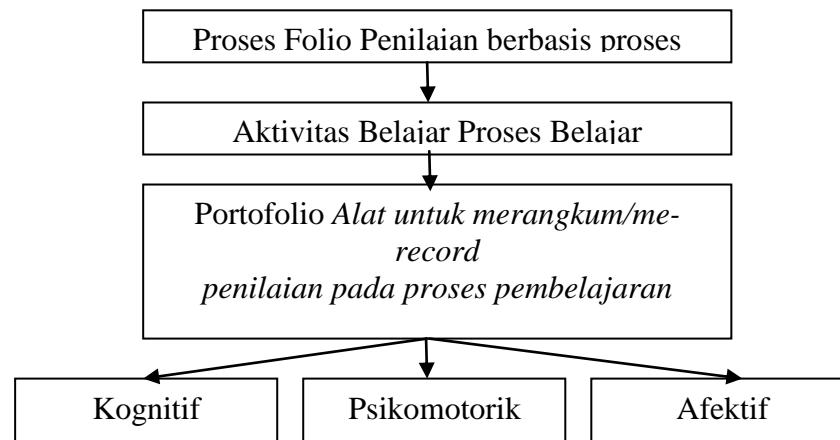 Proses Folio Penilaian berbasis proses
Aktivitas Belajar Proses Belajar
Portofolio Alat untuk merangkum/me-
record
penilaian pada proses pembelajaran
Kognitif
Psikomotorik
Afektif